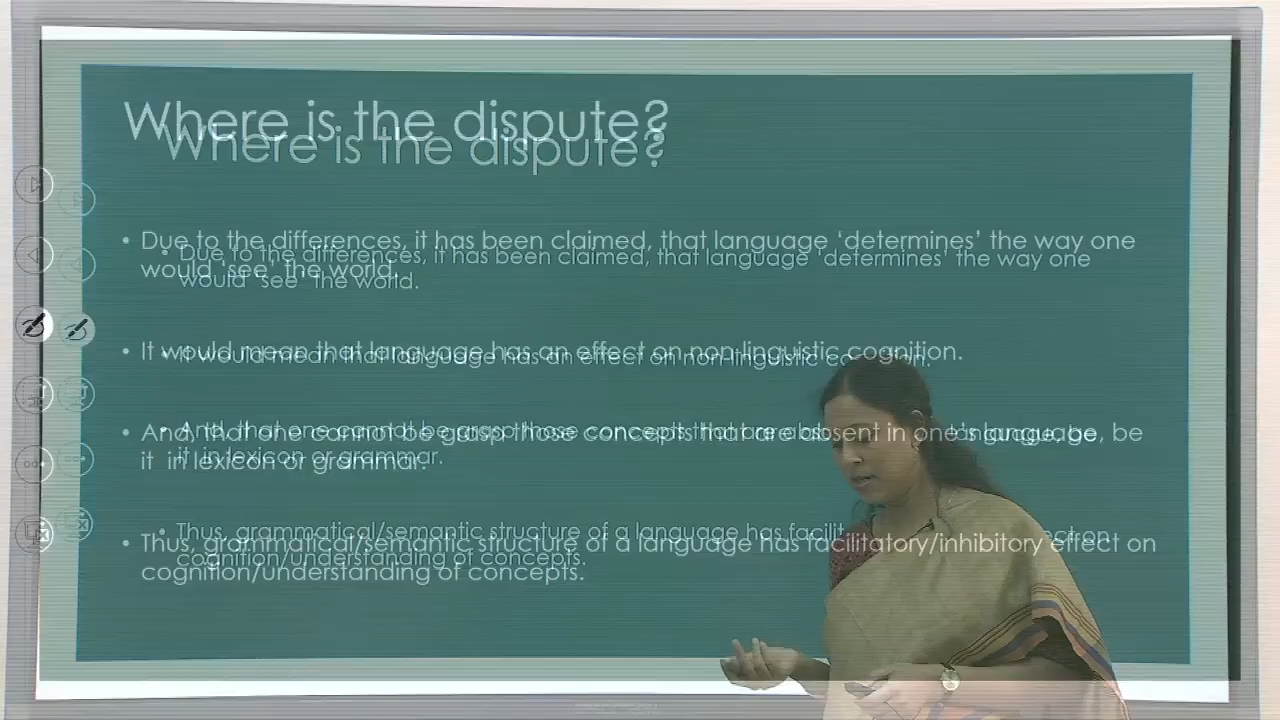 Where is the dispute?
• Due to the differences, it has been claimed, that language ‘determines’ the way one
would ‘see’ the world.
• It would mean that language has an effect on non-linguistic cognition.
• And, that one cannot be grasp those concepts that are absent in one's language, be
it in lexicon or grammar.
• Thus, grammatical/semantic structure of a language has facilitatory/inhibitory effect on
cognition/understanding of concepts.